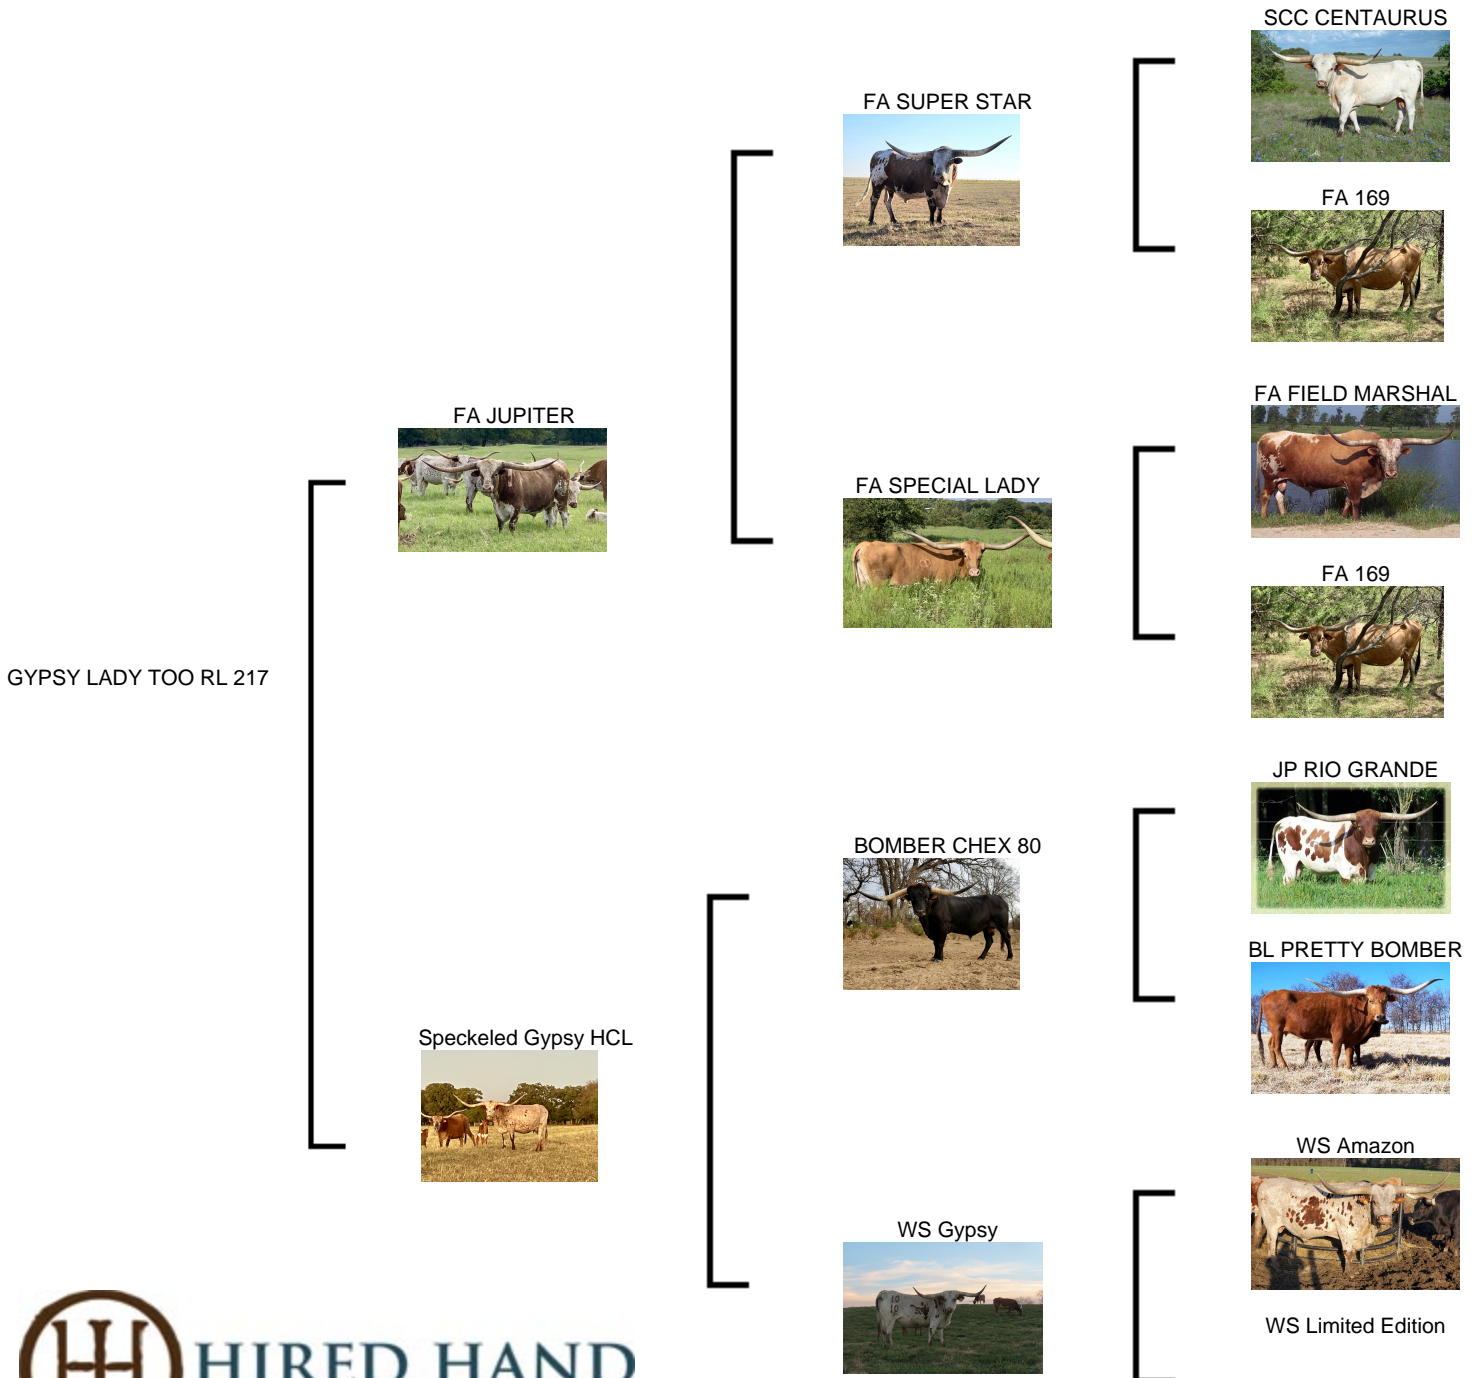 SCC CENTAURUS
FA SUPER STAR
FA 169
FA JUPITER
FA FIELD MARSHAL
FA SPECIAL LADY
FA 169
GYPSY LADY TOO RL 217
JP RIO GRANDE
BOMBER CHEX 80
BL PRETTY BOMBER
Speckeled Gypsy HCL
WS Amazon
WS Gypsy
WS Limited Edition
HIRED HAND